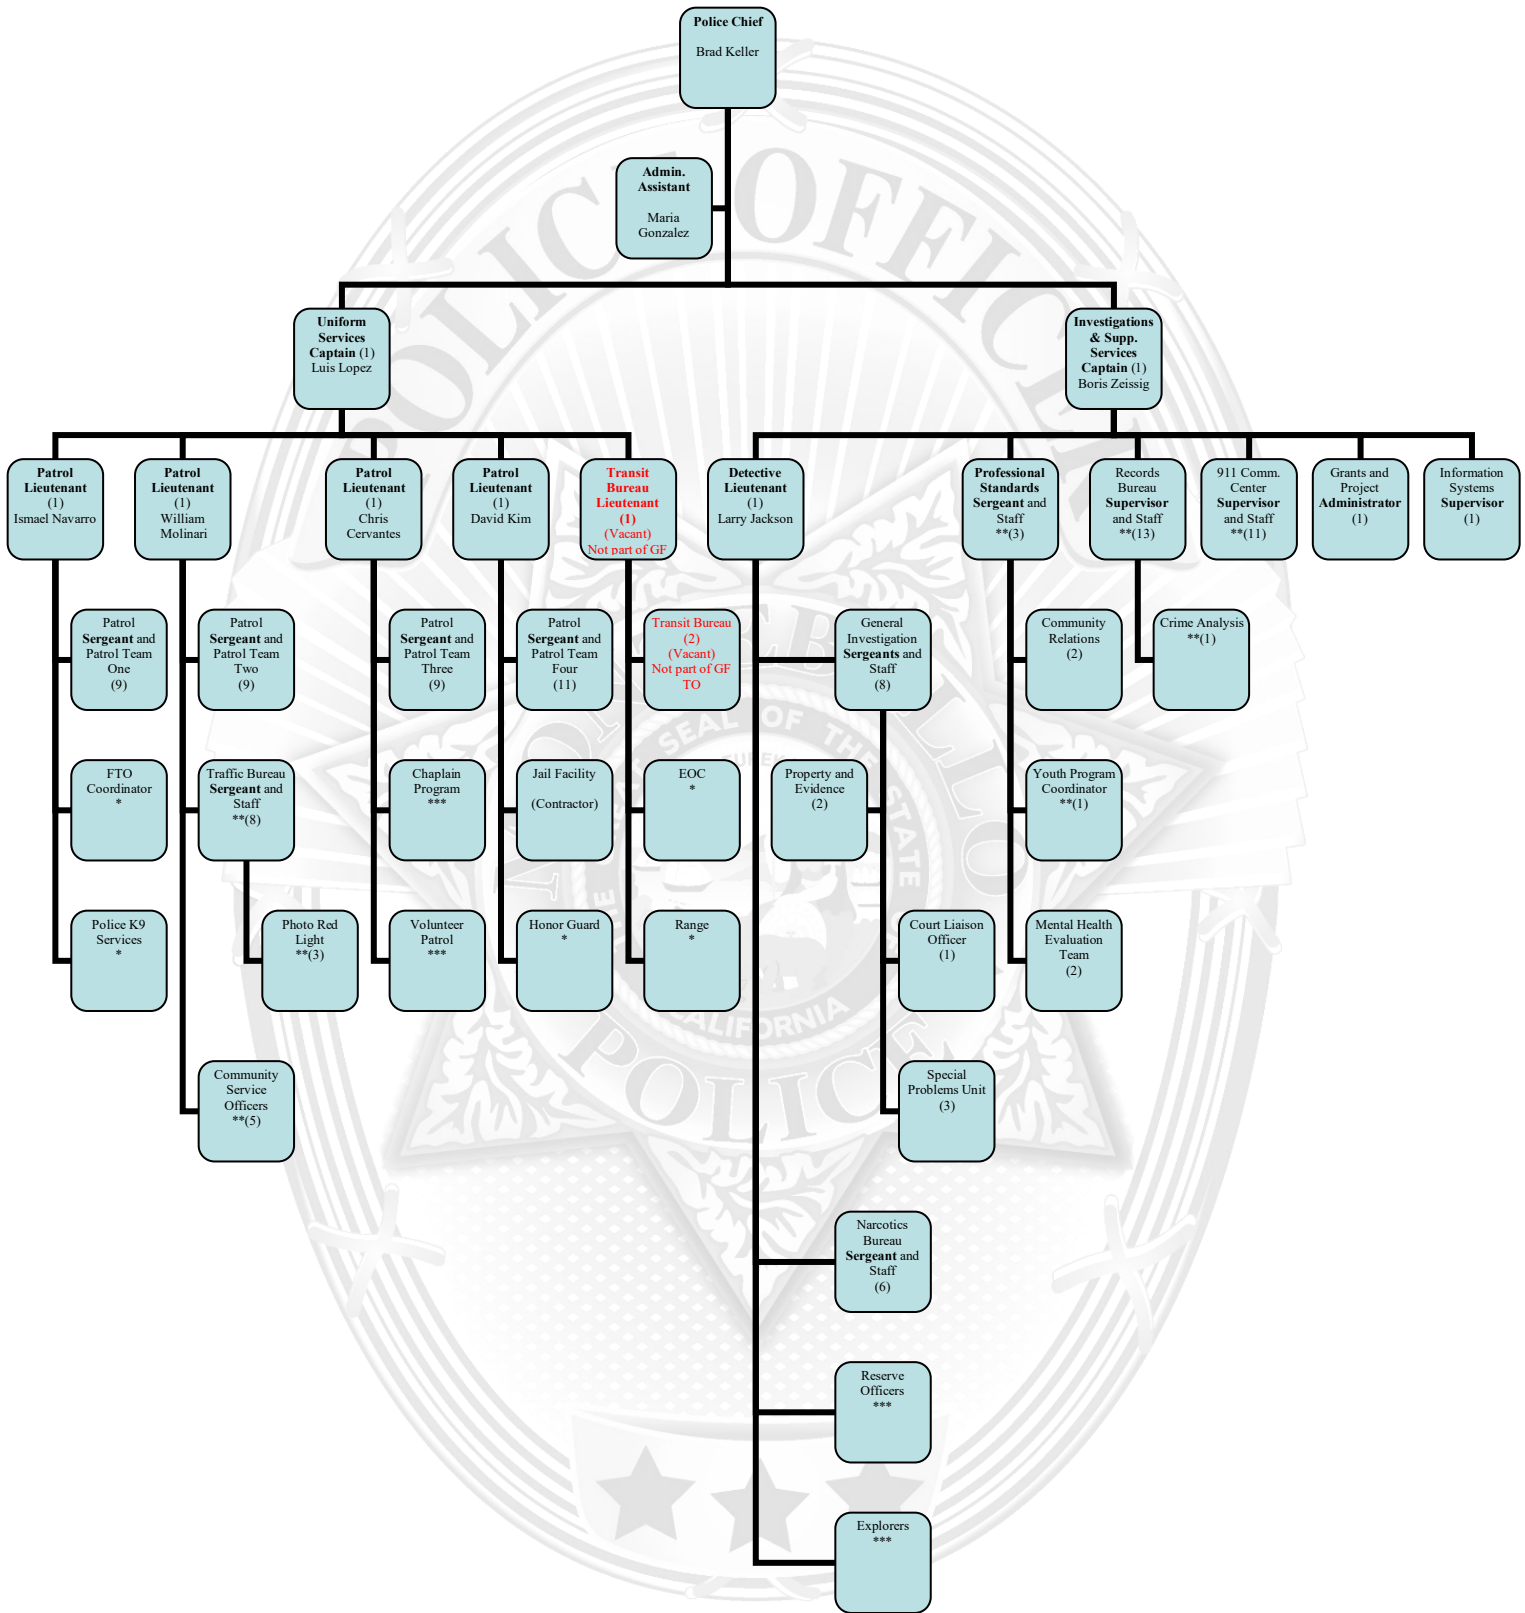 Police Chief
Brad Keller
Admin.
Assistant
Maria
Gonzalez
Uniform
Services
Captain (1)
Luis Lopez
Investigations
& Supp.
Services
Captain (1)
Boris Zeissig
Patrol
Lieutenant
(1)
Ismael Navarro
Patrol
Lieutenant
(1)
William
Molinari
Patrol
Lieutenant
(1)
Chris
Cervantes
Patrol
Lieutenant
(1)
David Kim
Transit
Bureau
Lieutenant
(1)
(Vacant)
Not part of GF
Detective
Lieutenant
(1)
Larry Jackson
Professional
Standards
Sergeant and
Staff
**(3)
Records
Bureau
Supervisor
and Staff
**(13)
911 Comm.
Center
Supervisor
and Staff
**(11)
Grants and
Project
Administrator
(1)
Information
Systems
Supervisor
(1)
Patrol
Sergeant and
Patrol Team
One
(9)
Patrol
Sergeant and
Patrol Team
Two
(9)
Patrol
Sergeant and
Patrol Team
Three
(9)
Patrol
Sergeant and
Patrol Team
Four
(11)
Transit Bureau
(2)
(Vacant)
Not part of GF
TO
General
Investigation
Sergeants and
Staff
(8)
Community
Relations
(2)
Crime Analysis
**(1)
FTO
Coordinator
*
Traffic Bureau
Sergeant and
Staff
**(8)
Chaplain
Program
***
Jail Facility
(Contractor)
EOC
*
Property and
Evidence
(2)
Youth Program
Coordinator
**(1)
Police K9
Services
*
Photo Red
Light
**(3)
Volunteer
Patrol
***
Honor Guard
*
Range
*
Court Liaison
Officer
(1)
Mental Health
Evaluation
Team
(2)
Community
Service
Officers
**(5)
Special
Problems Unit
(3)
Narcotics
Bureau
Sergeant and
Staff
(6)
Reserve
Officers
***
Explorers
***
POLICE OFFICER
SEAL OF THE
STATE
CALIFORNIA
POLICE